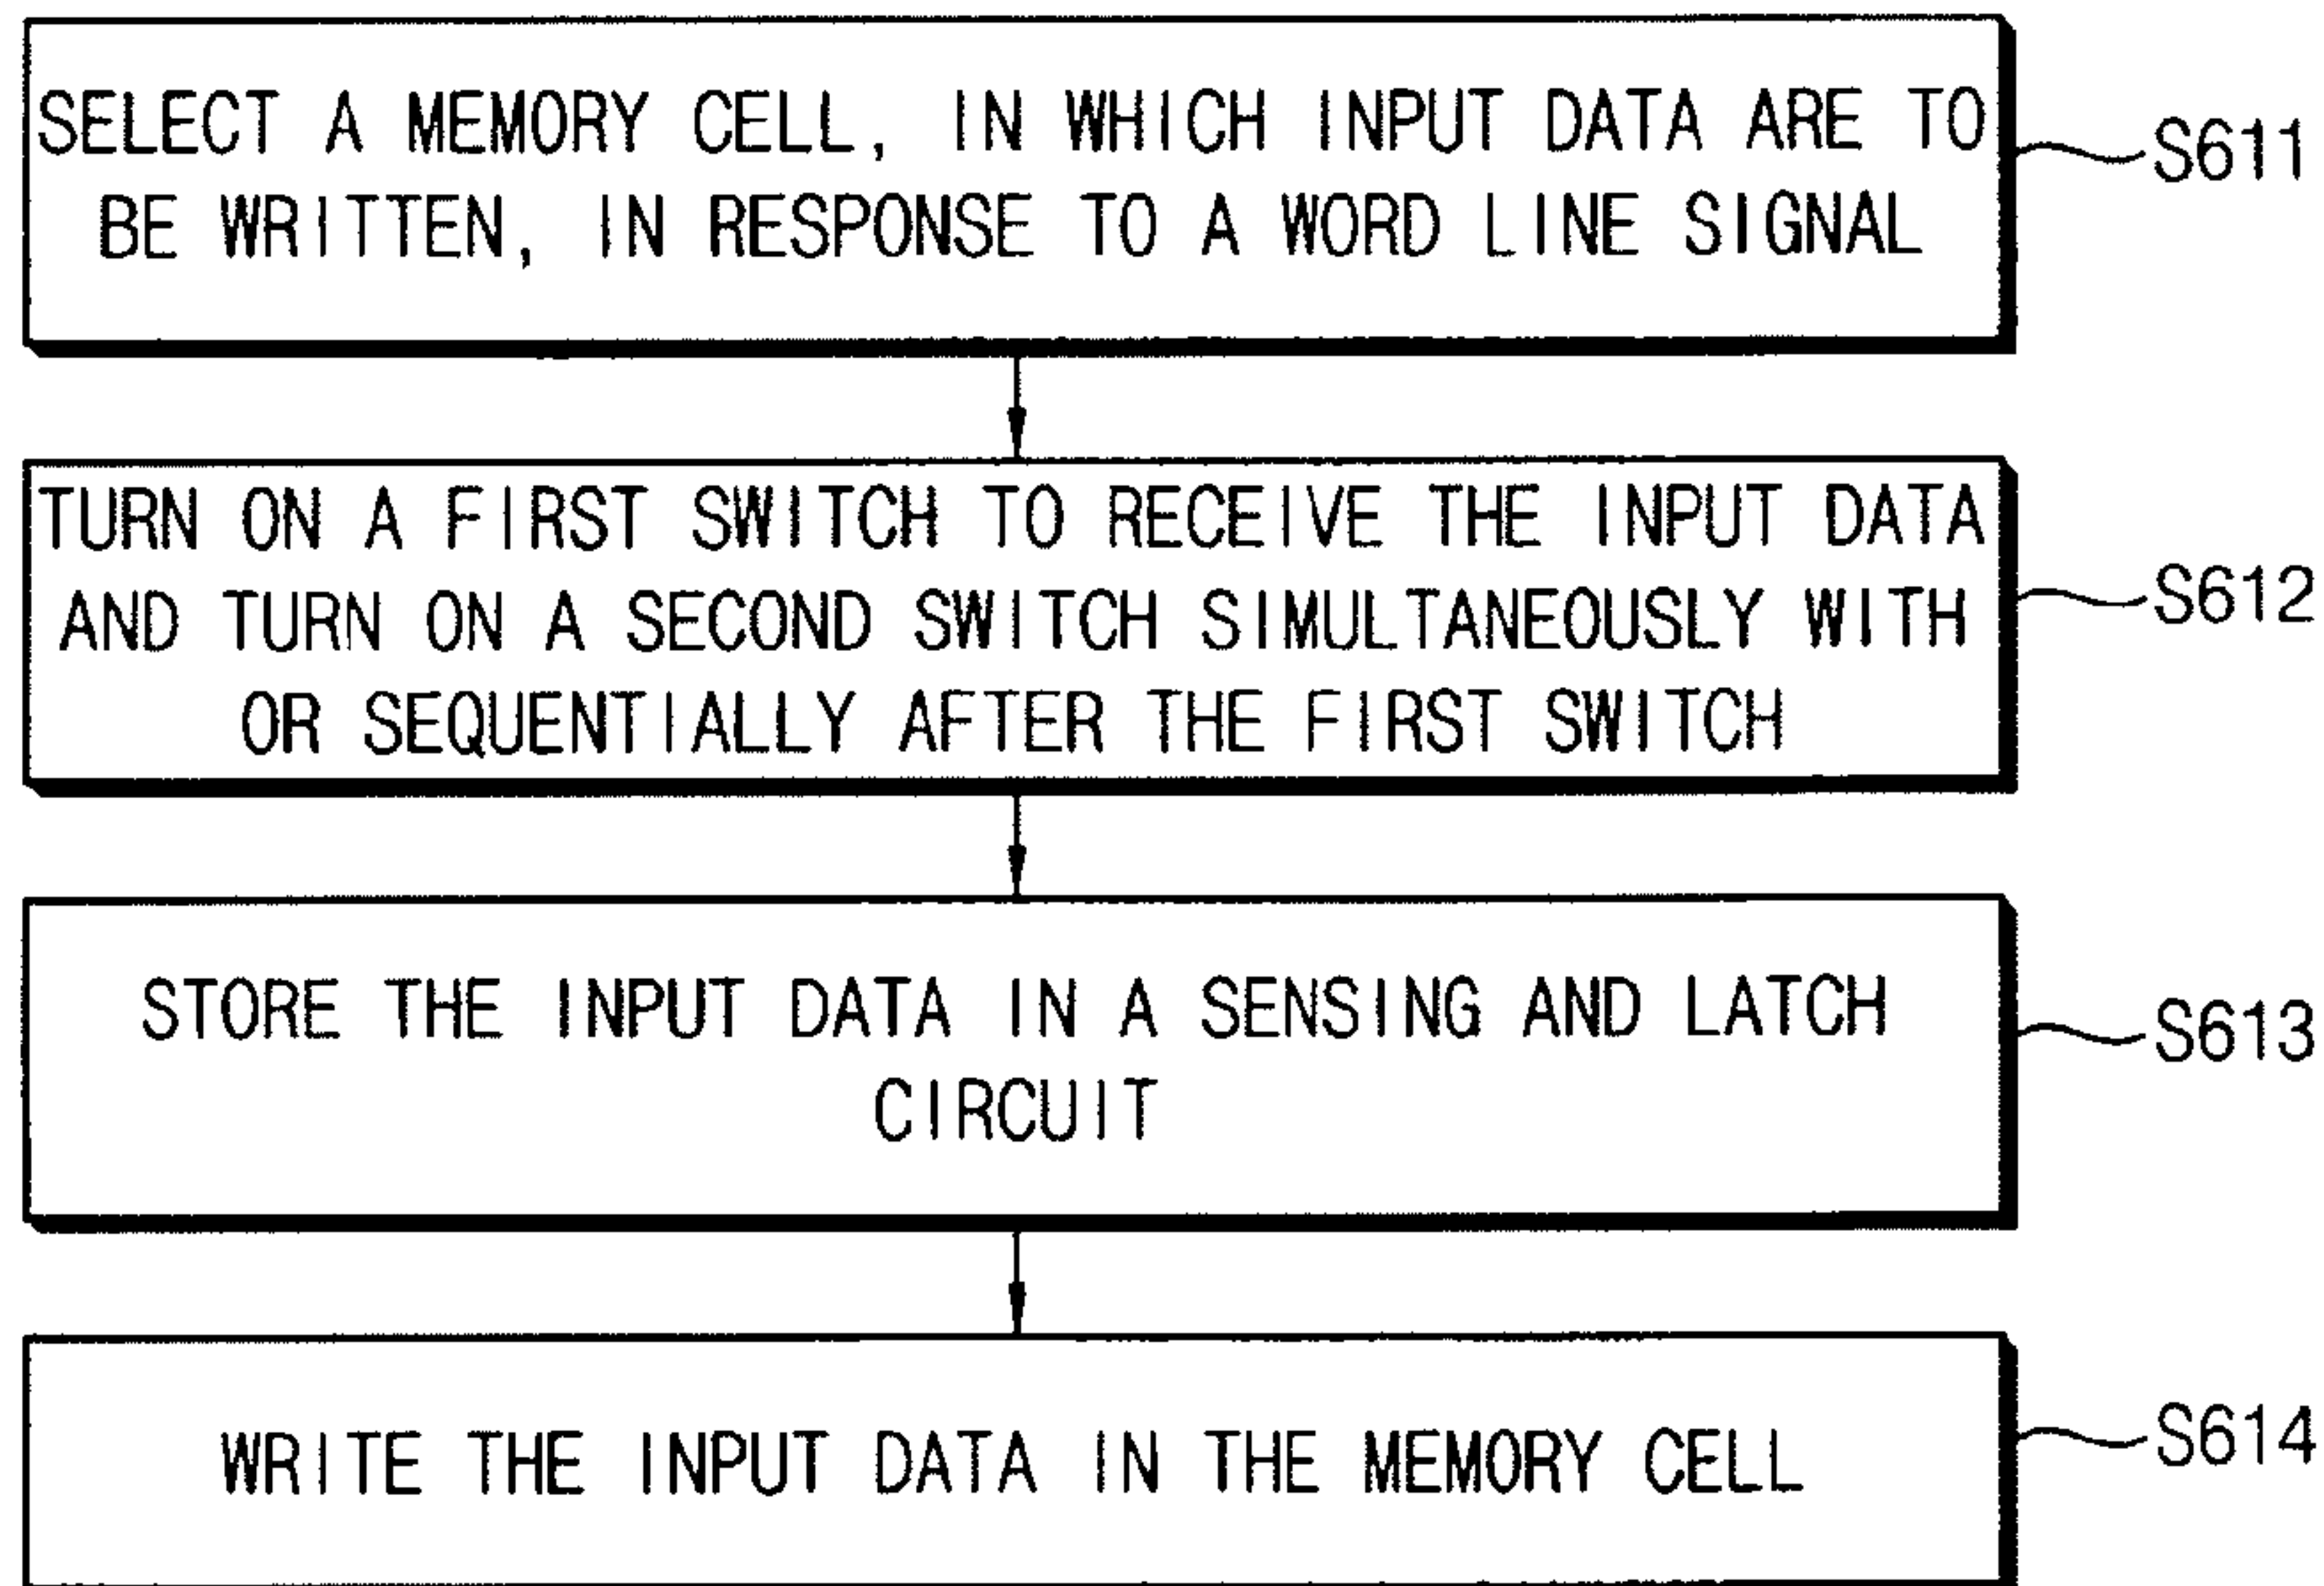 SELECT A MEMORY CELL, IN WHICH INPUT DATA ARE TO
BE WRITTEN, IN RESPONSE TO A WORD LINE SIGNAL
S611
TURN ON A FIRST SWITCH TO RECEIVE THE INPUT DATA
AND TURN ON A SECOND SWITCH SIMULTANEOUSLY WITH
OR SEQUENTIALLY AFTER THE FIRST SWITCH
S612
STORE THE INPUT DATA IN A SENSING AND LATCH
CIRCUIT
S613
WRITE THE INPUT DATA IN THE MEMORY CELL
S614